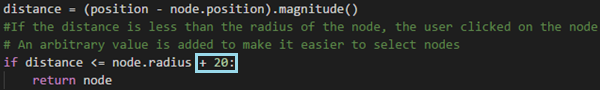 distance = (position - node.position).magnitude()
#If the distance is less than the radius of the node, the user clicked on the node
# An arbitrary value is added to make it easier to select nodes
if distance <= node.radius + 20:
    return node